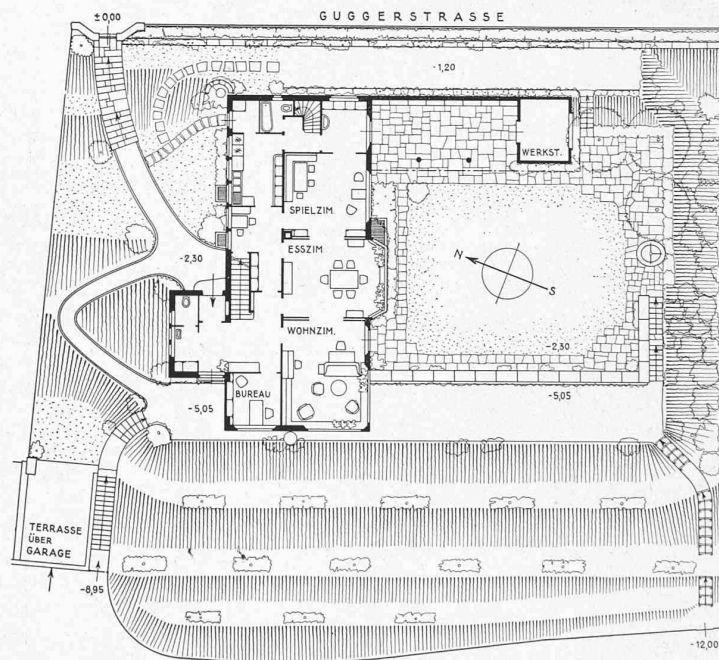 GUGGERSTRASSE
± 0,00
-1,20
WERKST.
SPIELZIM.
ESSZIM.
-2,30
N
S
WOHNZIM.
-2,30
BUREAU
-5,05
-5,05
TERRASSE
ÜBER
GARAGE
-8,95
-12,00